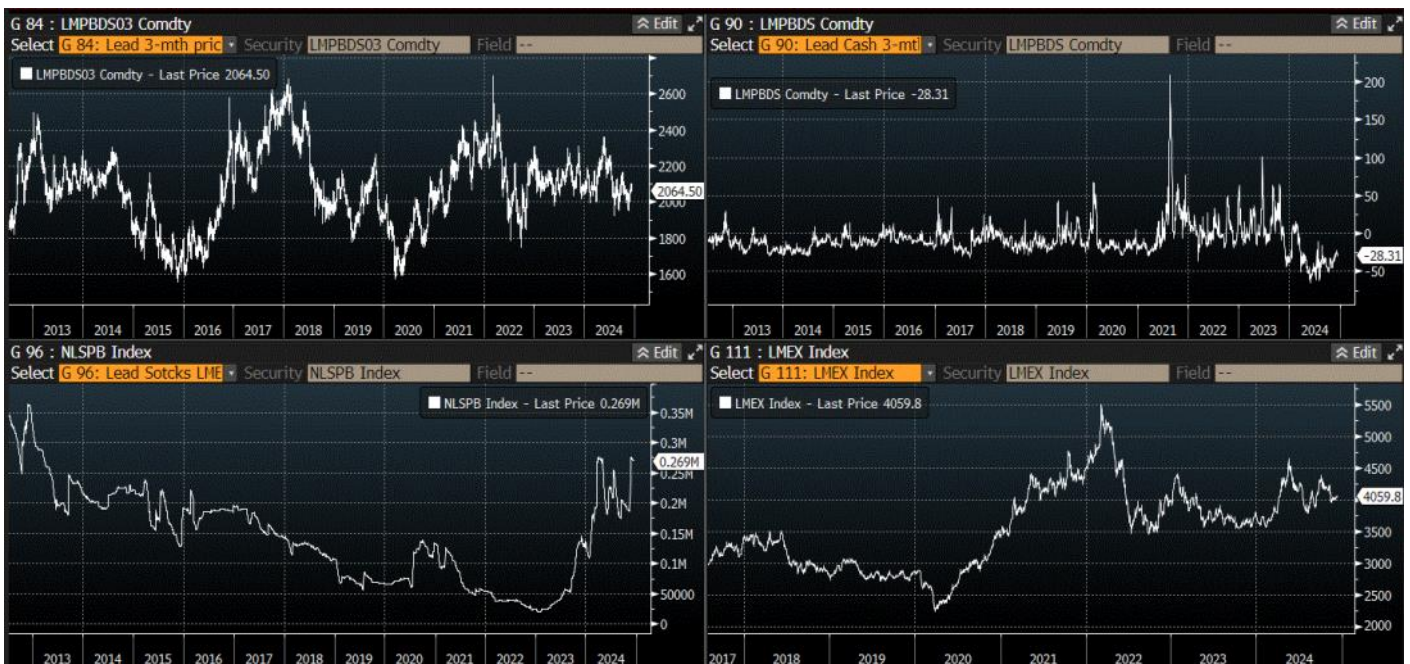 G 84 : LMPBDS03 Comdty
Edit
Select G 84: Lead 3-mth pric Security LMPBDS03 Comdty Field --
LMPBDS03 Comdty - Last Price 2064.50
2600
2400
2200
2064.50
2000
1800
1600
2013 2014 2015 2016 2017 2018 2019 2020 2021 2022 2023 2024
G 90 : LMPBDS Comdty
Edit
Select G 90: Lead Cash 3-mtl Security LMPBDS Comdty Field --
LMPBDS Comdty - Last Price -28.31
200
150
100
50
0
-28.31
-50
2013 2014 2015 2016 2017 2018 2019 2020 2021 2022 2023 2024
G 96 : NLSPB Index
Edit
Select G 96: Lead Sotcks LME Security NLSPB Index Field --
NLSPB Index - Last Price 0.269M
0.35M
0.3M
0.269M
0.25M
0.2M
0.15M
0.1M
50000
0
2013 2014 2015 2016 2017 2018 2019 2020 2021 2022 2023 2024
G 111 : LMEX Index
Edit
Select G 111: LMEX Index Security LMEX Index Field --
LMEX Index - Last Price 4059.8
5500
5000
4500
4059.8
3500
3000
2500
2000
2017 2018 2019 2020 2021 2022 2023 2024